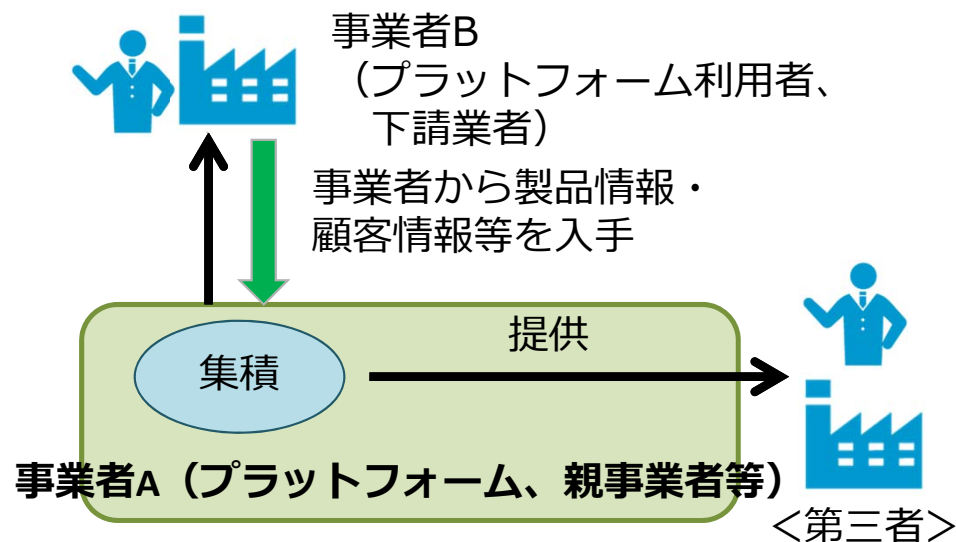 事業者B
（プラットフォーム利用者、
下請業者）
事業者から製品情報・
顧客情報等を入手
提供
集積
事業者A（プラットフォーム、親事業者等）
＜第三者＞